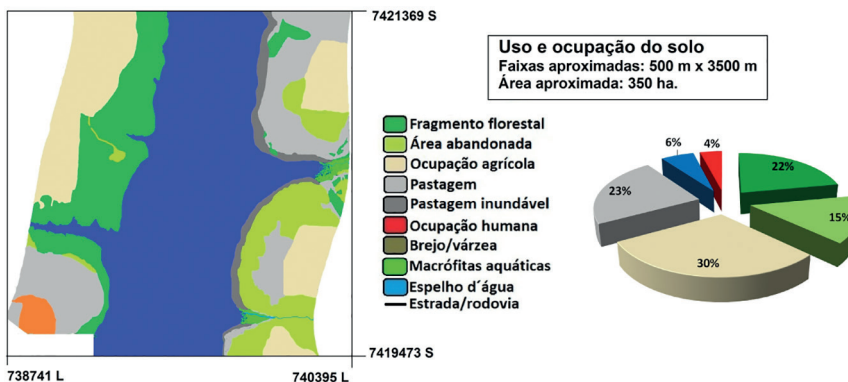 7421369 S
Uso e ocupação do solo
Faixas aproximadas: 500 m x 3500 m
Área aproximada: 350 ha.
Fragmento florestal
Área abandonada
Ocupação agrícola
Pastagem
Pastagem inundável
Ocupação humana
Brejo/várzea
Macrófitas aquáticas
Espelho d´água
Estrada/rodovia
6%
4%
22%
23%
15%
30%
7419473 S
738741 L
740395 L